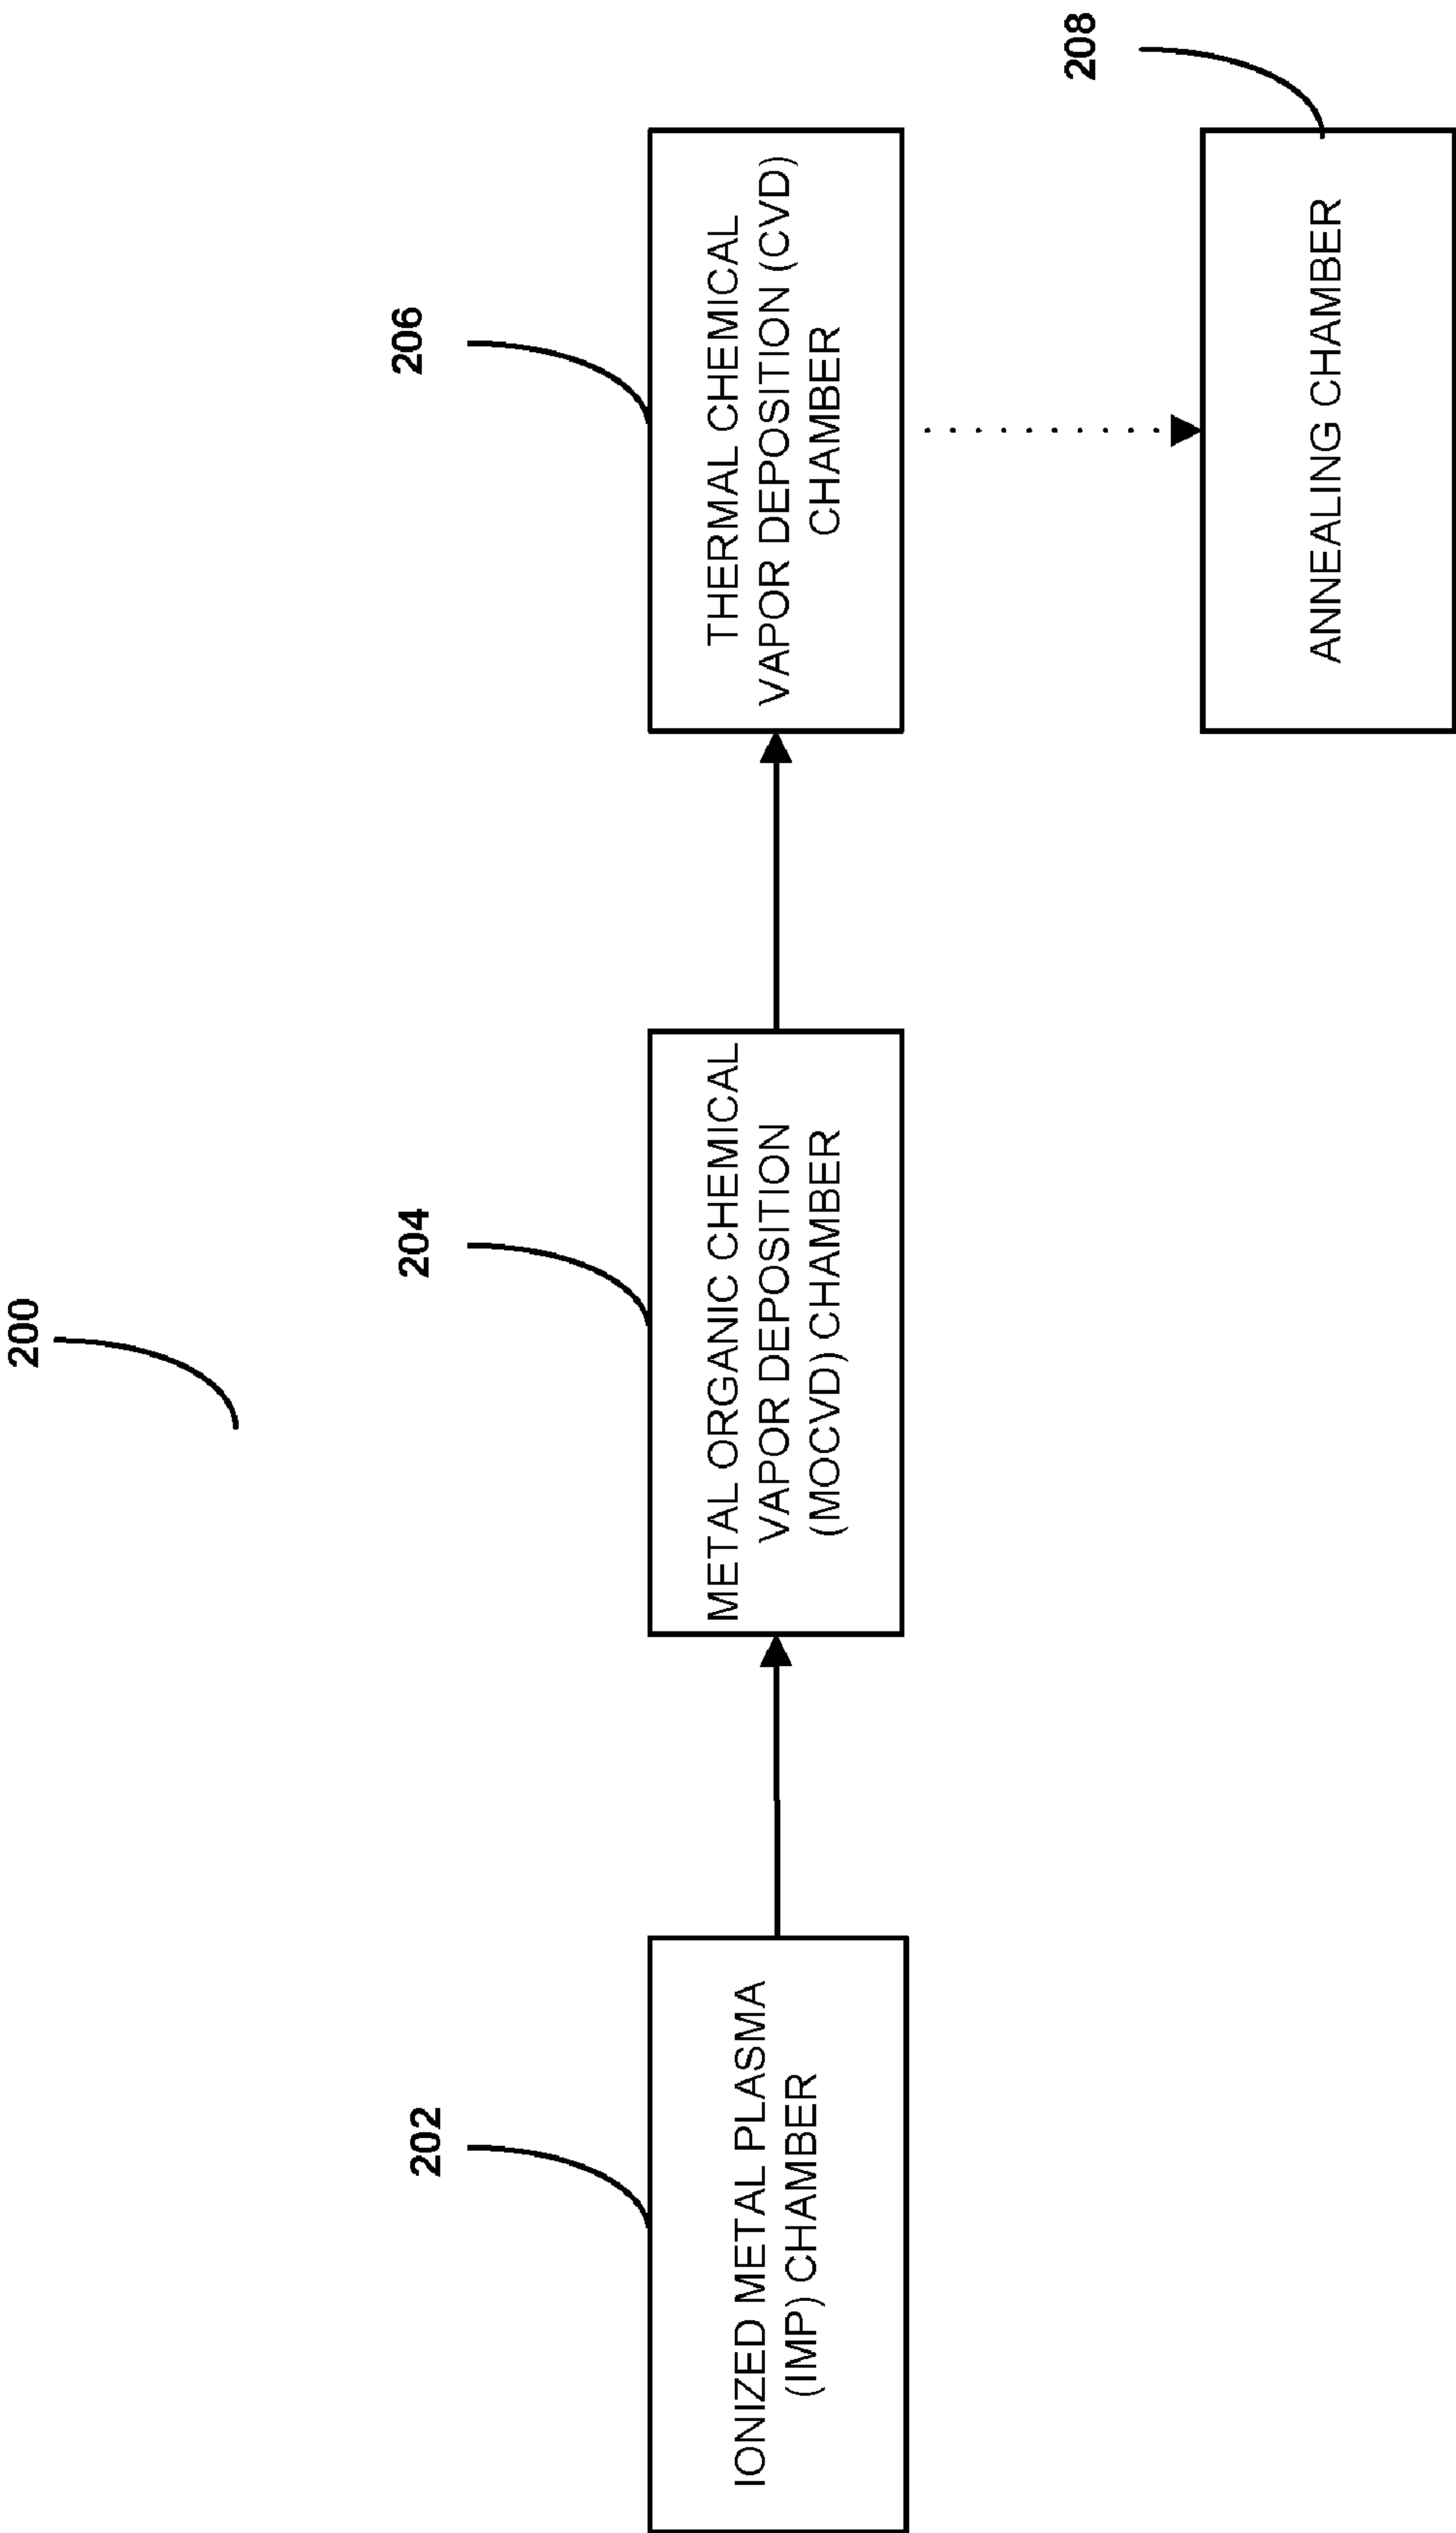 200
202
IONIZED METAL PLASMA
(IMP) CHAMBER
204
METAL ORGANIC CHEMICAL
VAPOR DEPOSITION
(MOCVD) CHAMBER
206
THERMAL CHEMICAL
VAPOR DEPOSITION (CVD)
CHAMBER
208
ANNEALING CHAMBER